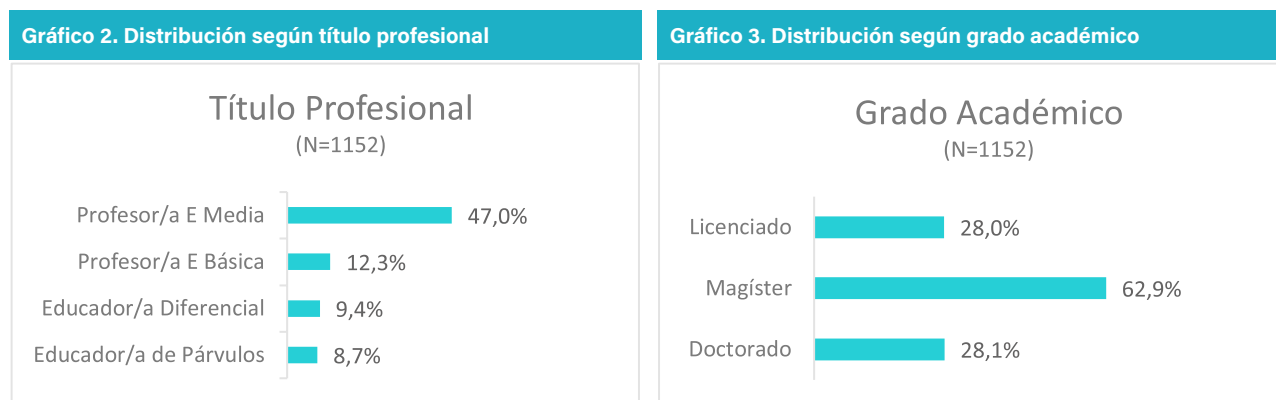 Gráfico 2. Distribución según título profesional
Título Profesional
(N=1152)
Profesor/a E Media 47,0%
Profesor/a E Básica 12,3%
Educador/a Diferencial 9,4%
Educador/a de Párvulos 8,7%
Gráfico 3. Distribución según grado académico
Grado Académico
(N=1152)
Licenciado 28,0%
Magíster 62,9%
Doctorado 28,1%